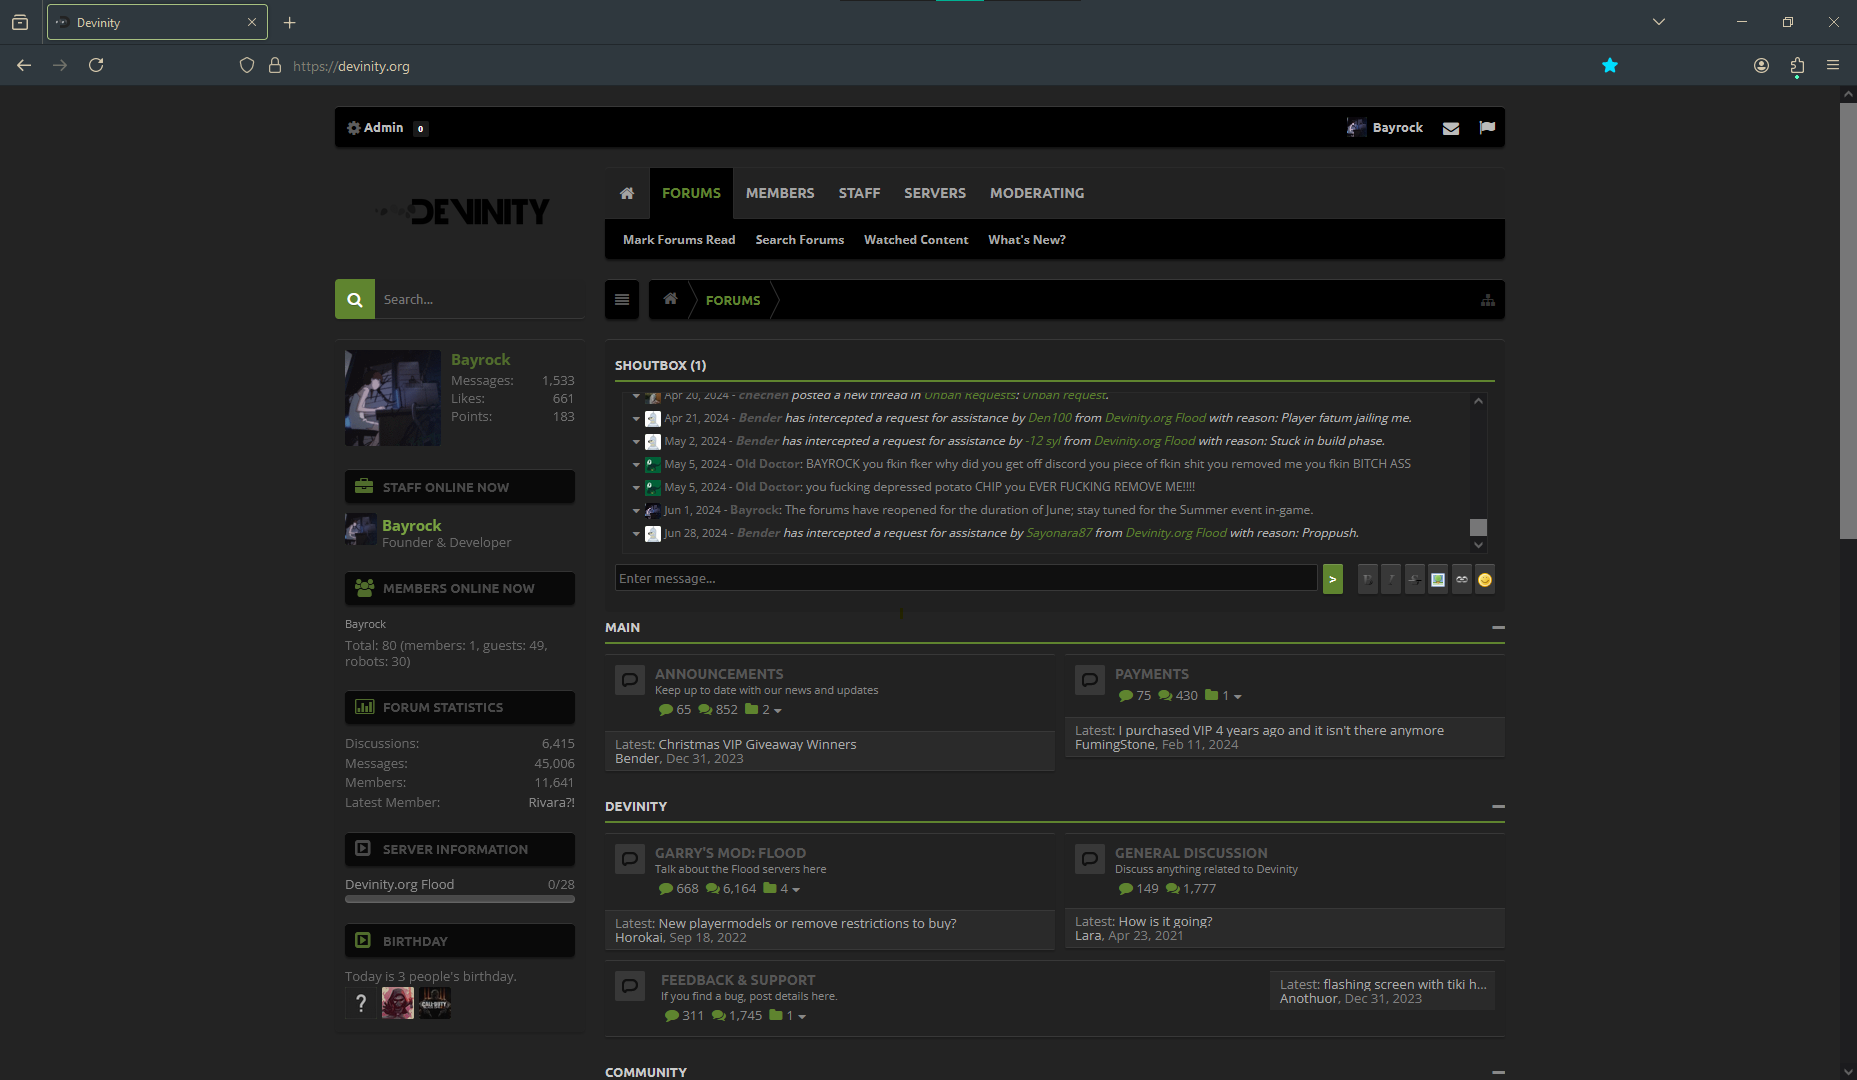 Devinity
https://devinity.org
Admin 0
Bayrock
DEVINITY
FORUMS MEMBERS STAFF SERVERS MODERATING
Mark Forums Read Search Forums Watched Content What's New?
Search...
FORUMS
Bayrock
Messages: 1,533
Likes: 661
Points: 183
STAFF ONLINE NOW
Bayrock
Founder & Developer
MEMBERS ONLINE NOW
Bayrock
Total: 80 (members: 1, guests: 49,
robots: 30)
FORUM STATISTICS
Discussions: 6,415
Messages: 45,006
Members: 11,641
Latest Member: Rivara?!
SERVER INFORMATION
Devinity.org Flood 0/28
BIRTHDAY
Today is 3 people's birthday.
?
CALL OF DUTY
SHOUTBOX (1)
Apr 20, 2024 - chechen posted a new thread in Unban Requests: Unban request.
Apr 21, 2024 - Bender has intercepted a request for assistance by Den100 from Devinity.org Flood with reason: Player fatum jailing me.
May 2, 2024 - Bender has intercepted a request for assistance by -12 syl from Devinity.org Flood with reason: Stuck in build phase.
May 5, 2024 - Old Doctor: BAYROCK you fkin fker why did you get off discord you piece of fkin shit you removed me you fkin BITCH ASS
May 5, 2024 - Old Doctor: you fucking depressed potato CHIP you EVER FUCKING REMOVE ME!!!!
Jun 1, 2024 - Bayrock: The forums have reopened for the duration of June; stay tuned for the Summer event in-game.
Jun 28, 2024 - Bender has intercepted a request for assistance by Sayonara87 from Devinity.org Flood with reason: Proppush.
Enter message... > B I S
MAIN
ANNOUNCEMENTS
Keep up to date with our news and updates
65 852 2
Latest: Christmas VIP Giveaway Winners
Bender, Dec 31, 2023
PAYMENTS
75 430 1
Latest: I purchased VIP 4 years ago and it isn't there anymore
FumingStone, Feb 11, 2024
DEVINITY
GARRY'S MOD: FLOOD
Talk about the Flood servers here
668 6,164 4
Latest: New playermodels or remove restrictions to buy?
Horokai, Sep 18, 2022
GENERAL DISCUSSION
Discuss anything related to Devinity
149 1,777
Latest: How is it going?
Lara, Apr 23, 2021
FEEDBACK & SUPPORT
If you find a bug, post details here.
311 1,745 1
Latest: flashing screen with tiki h...
Anothuor, Dec 31, 2023
COMMUNITY